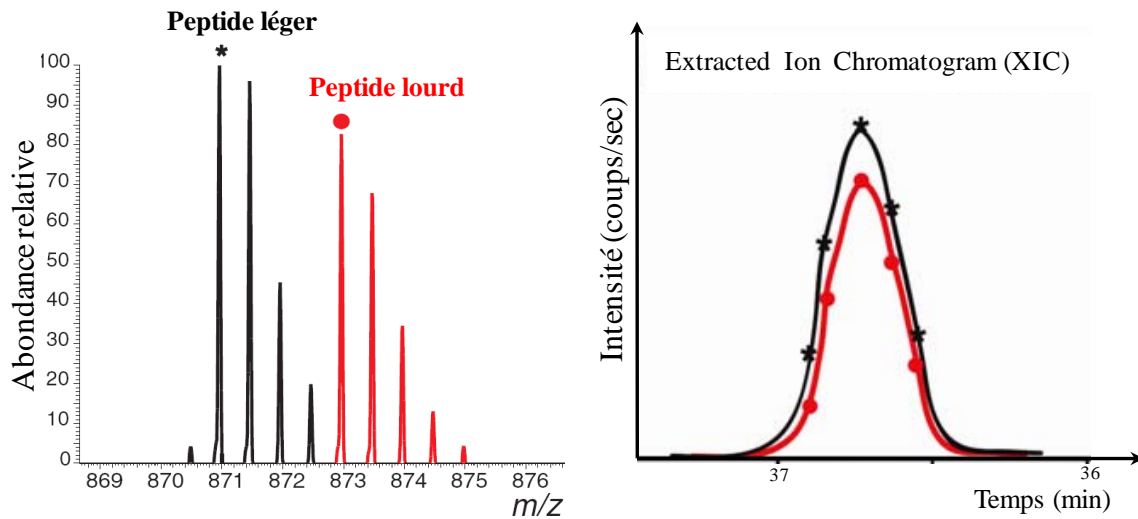 Peptide léger
*
Peptide lourd
Abondance relative
100
90
80
70
60
50
40
30
20
10
0
869 870 871 872 873 874 875 876
m/z
Extracted Ion Chromatogram (XIC)
Intensité (coups/sec)
37 36
Temps (min)